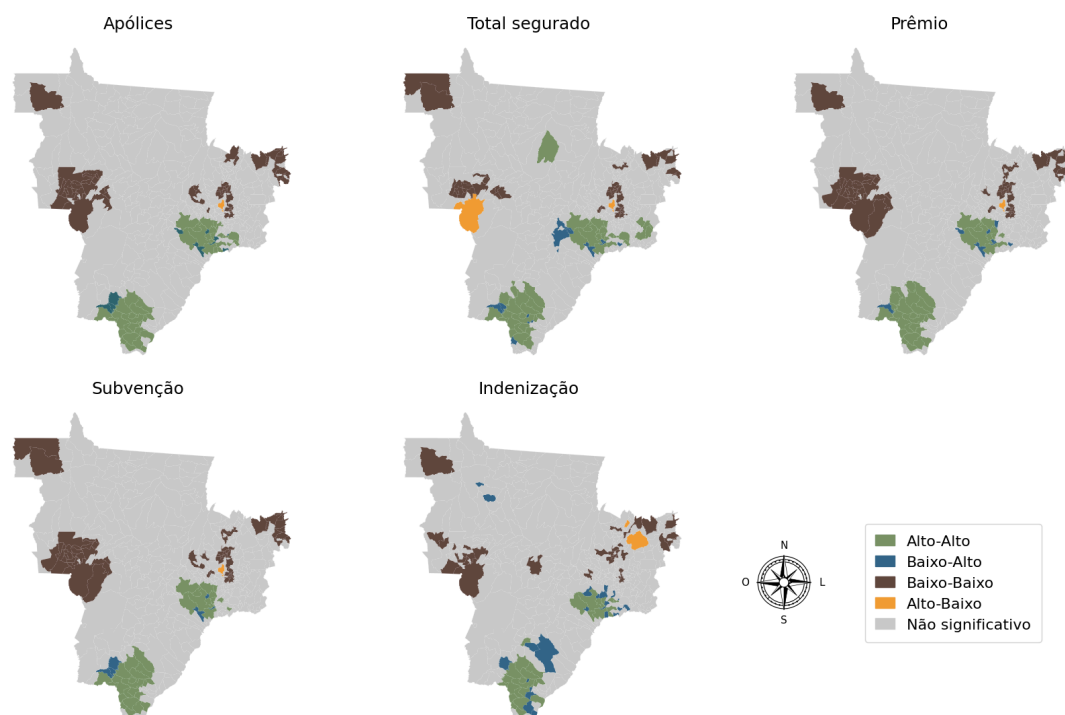 Apólices
Total segurado
Prêmio
Subvenção
Indenização
N
O
L
S
Alto-Alto
Baixo-Alto
Baixo-Baixo
Alto-Baixo
Não significativo